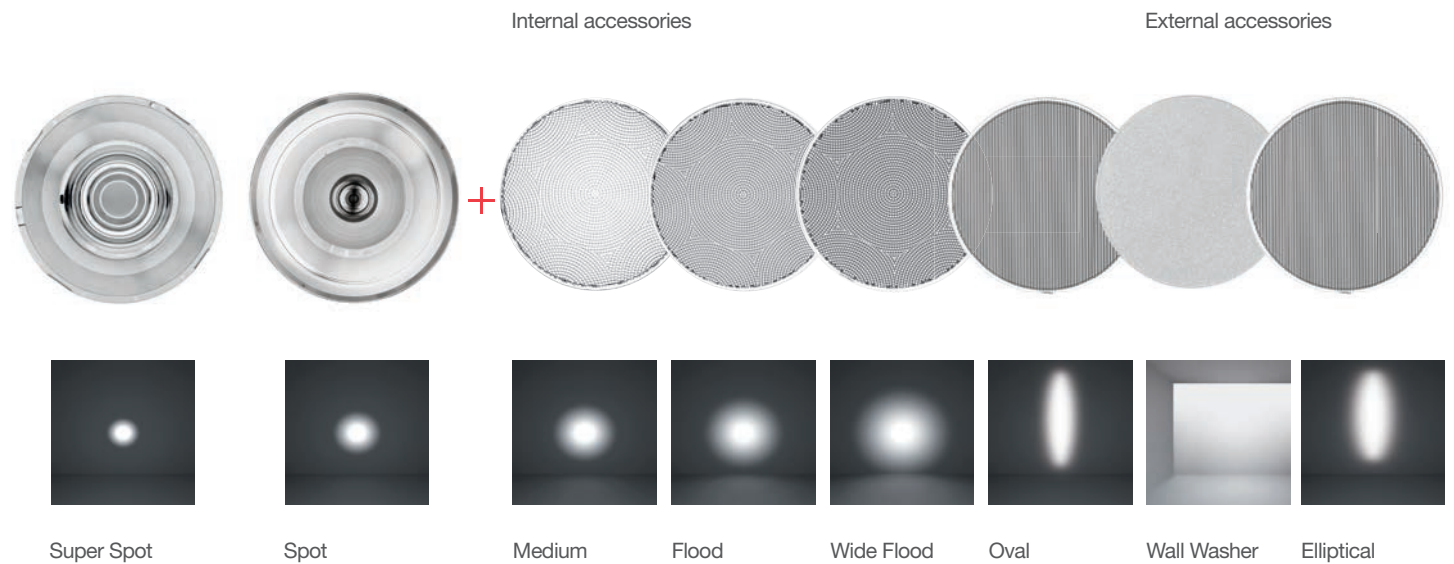 Internal accessories
External accessories
Super Spot
Spot
Medium
Flood
Wide Flood
Oval
Wall Washer
Elliptical